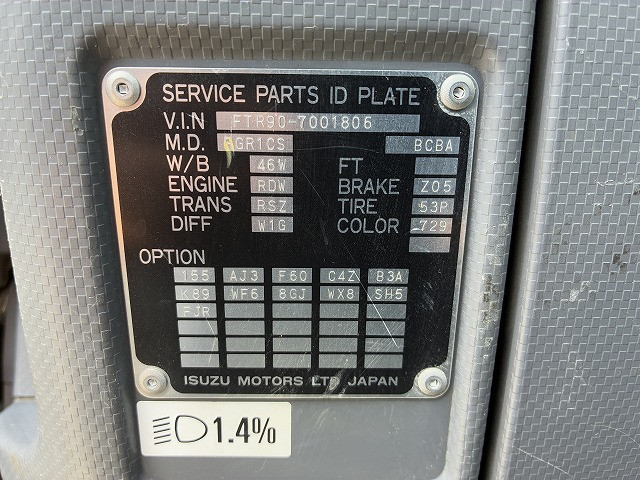 SERVICE PARTS ID PLATE
V.I.N FTR90-7001806
M.D. GR1CS BCBA
W/B 46W FT
ENGINE RDW BRAKE Z05
TRANS RSZ TIRE 53P
DIFF W1G COLOR 729
OPTION
155 AJ3 F60 C4Z B3A
K89 WF6 8GJ WX8 SH5
FJR
ISUZU MOTORS LTD JAPAN
1.4%